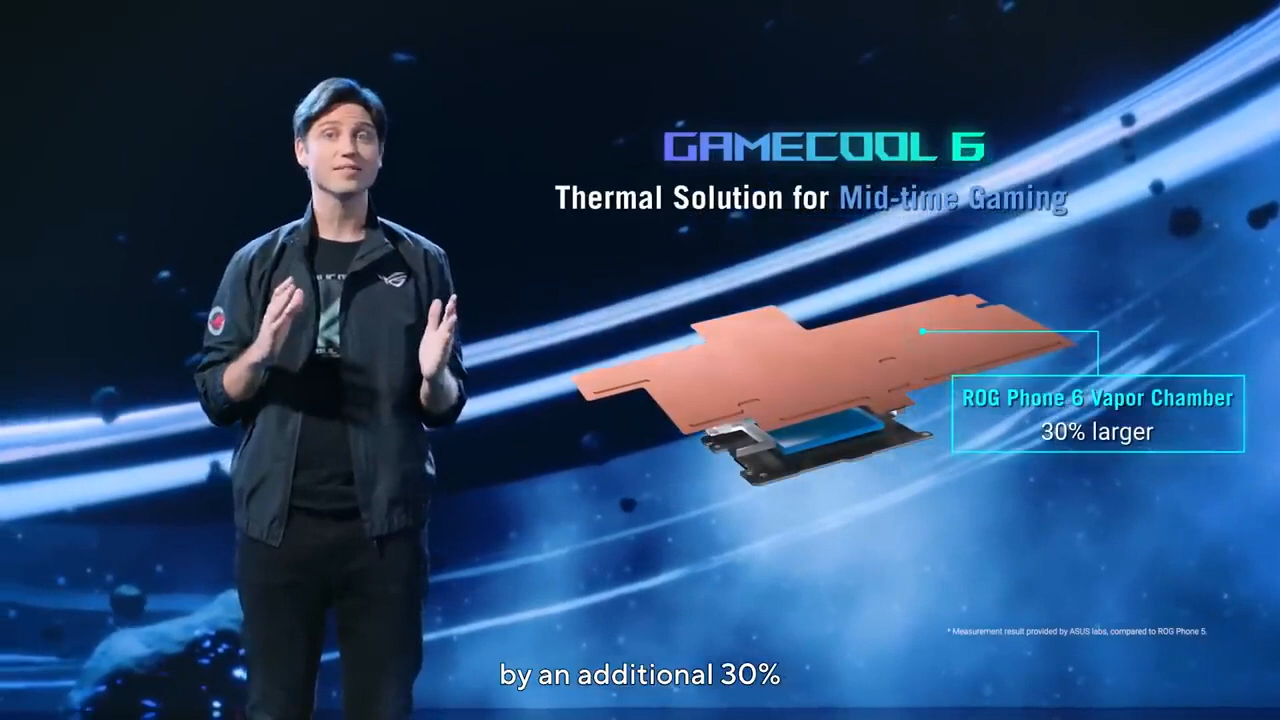 GAMECOOL 6
Thermal Solution for Mid-time Gaming
ROG Phone 6 Vapor Chamber
30% larger
* Measurement result provided by ASUS labs, compared to ROG Phone 5.
by an additional 30%